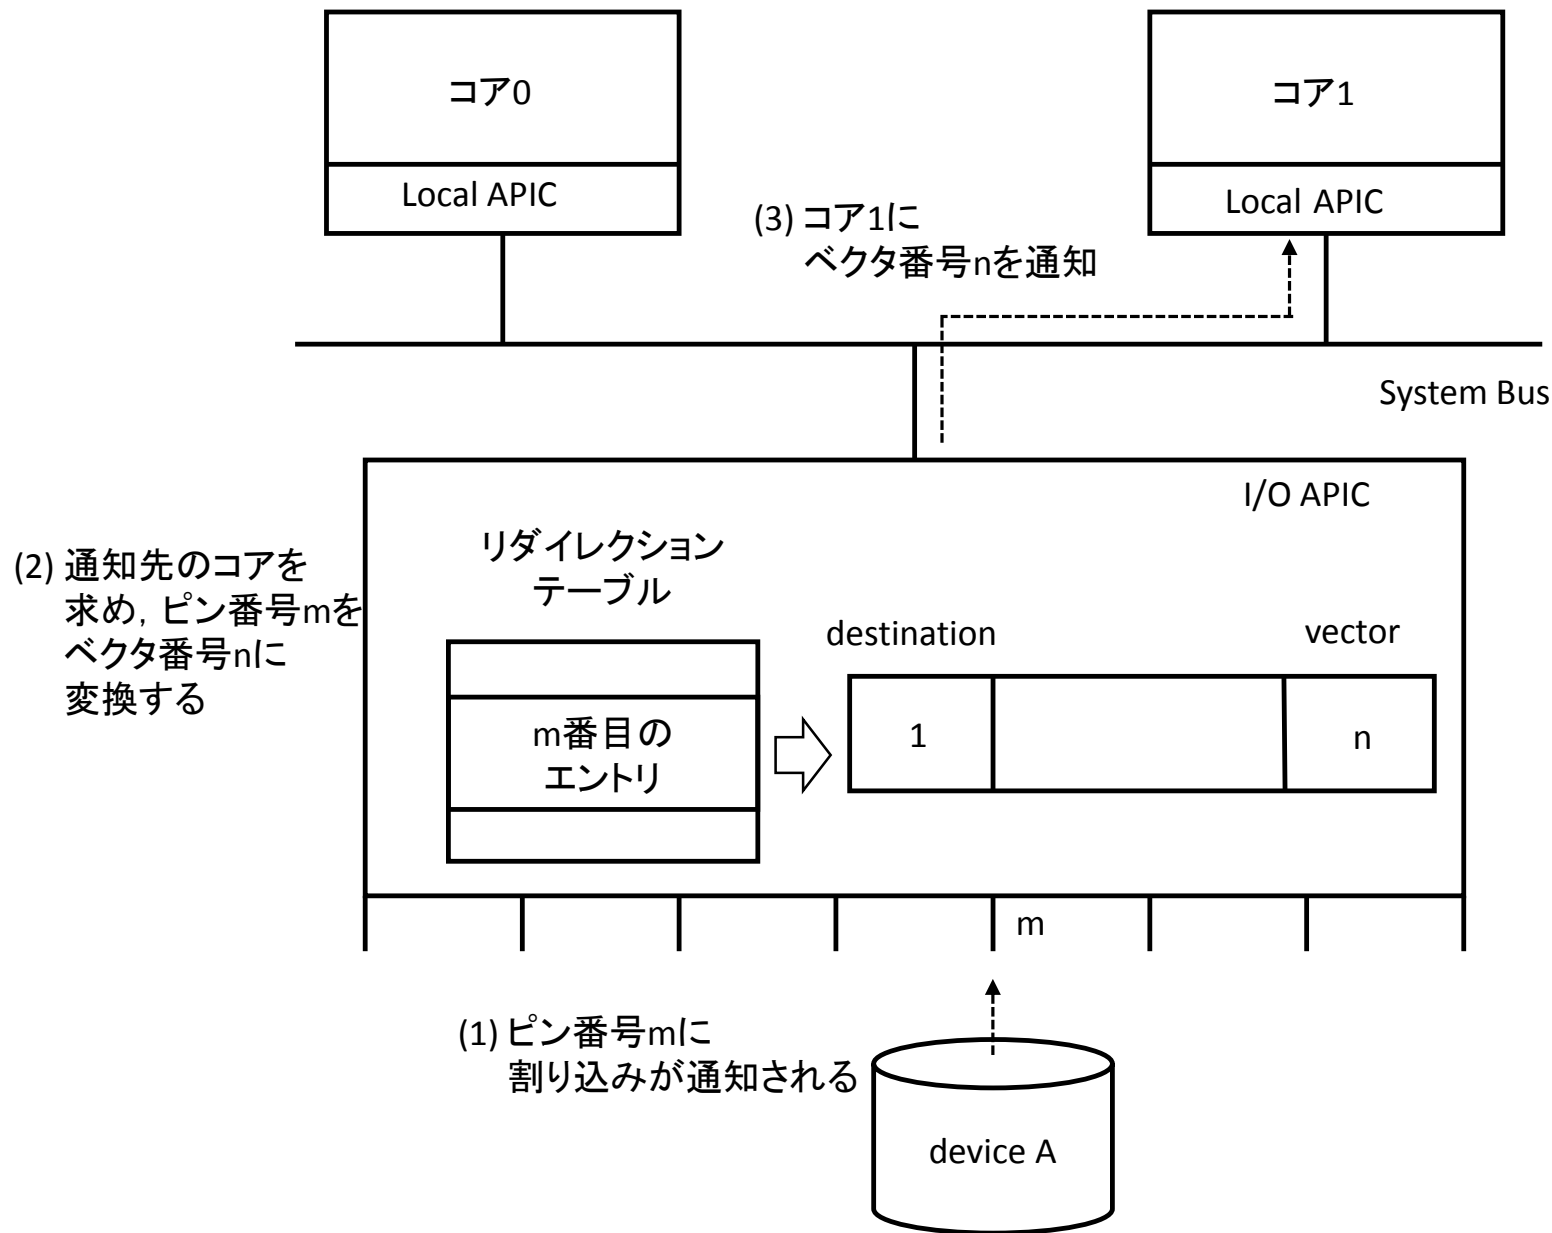 コア0
コア1
Local APIC
Local APIC
(3) コア1に
ベクタ番号nを通知
System Bus
I/O APIC
(2) 通知先のコアを
求め, ピン番号mを
ベクタ番号nに
変換する
リダイレクション
テーブル
destination
vector
m番目の
エントリ
1
n
m
(1) ピン番号mに
割り込みが通知される
device A